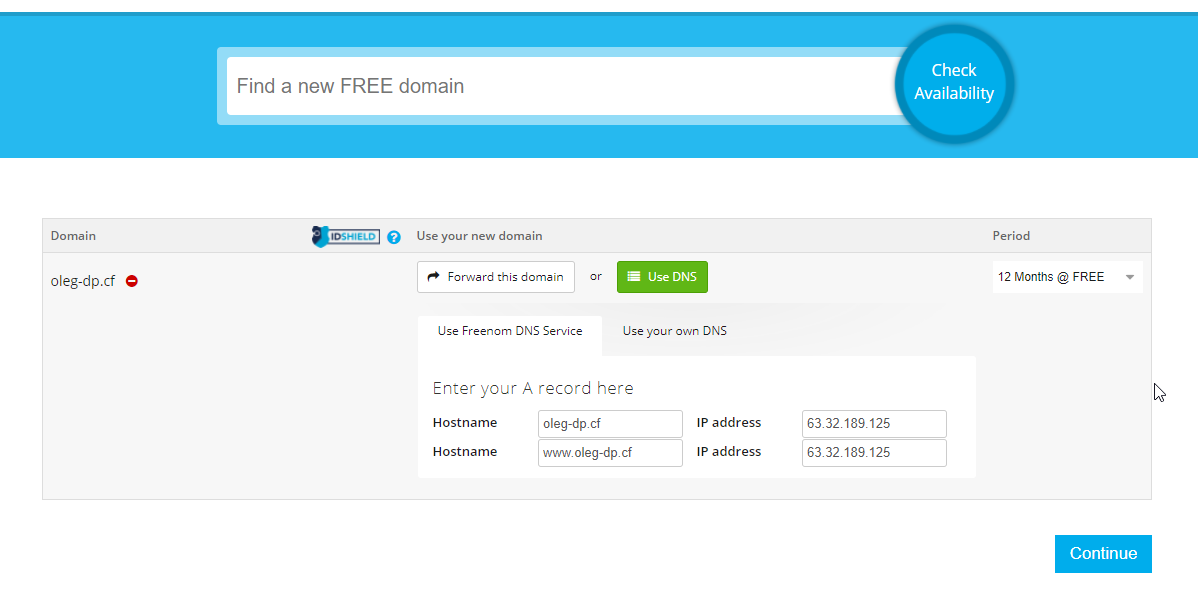 Find a new FREE domain
Check
Availability
Domain
IDSHIELD
?
Use your new domain
Period
oleg-dp.cf
Forward this domain
or
Use DNS
12 Months @ FREE
Use Freenom DNS Service
Use your own DNS
Enter your A record here
Hostname oleg-dp.cf IP address 63.32.189.125
Hostname www.oleg-dp.cf IP address 63.32.189.125
Continue